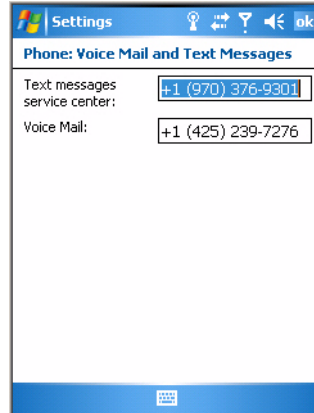 Settings
ok
Phone: Voice Mail and Text Messages
Text messages
service center:
+1 (970) 376-9301
Voice Mail:
+1 (425) 239-7276